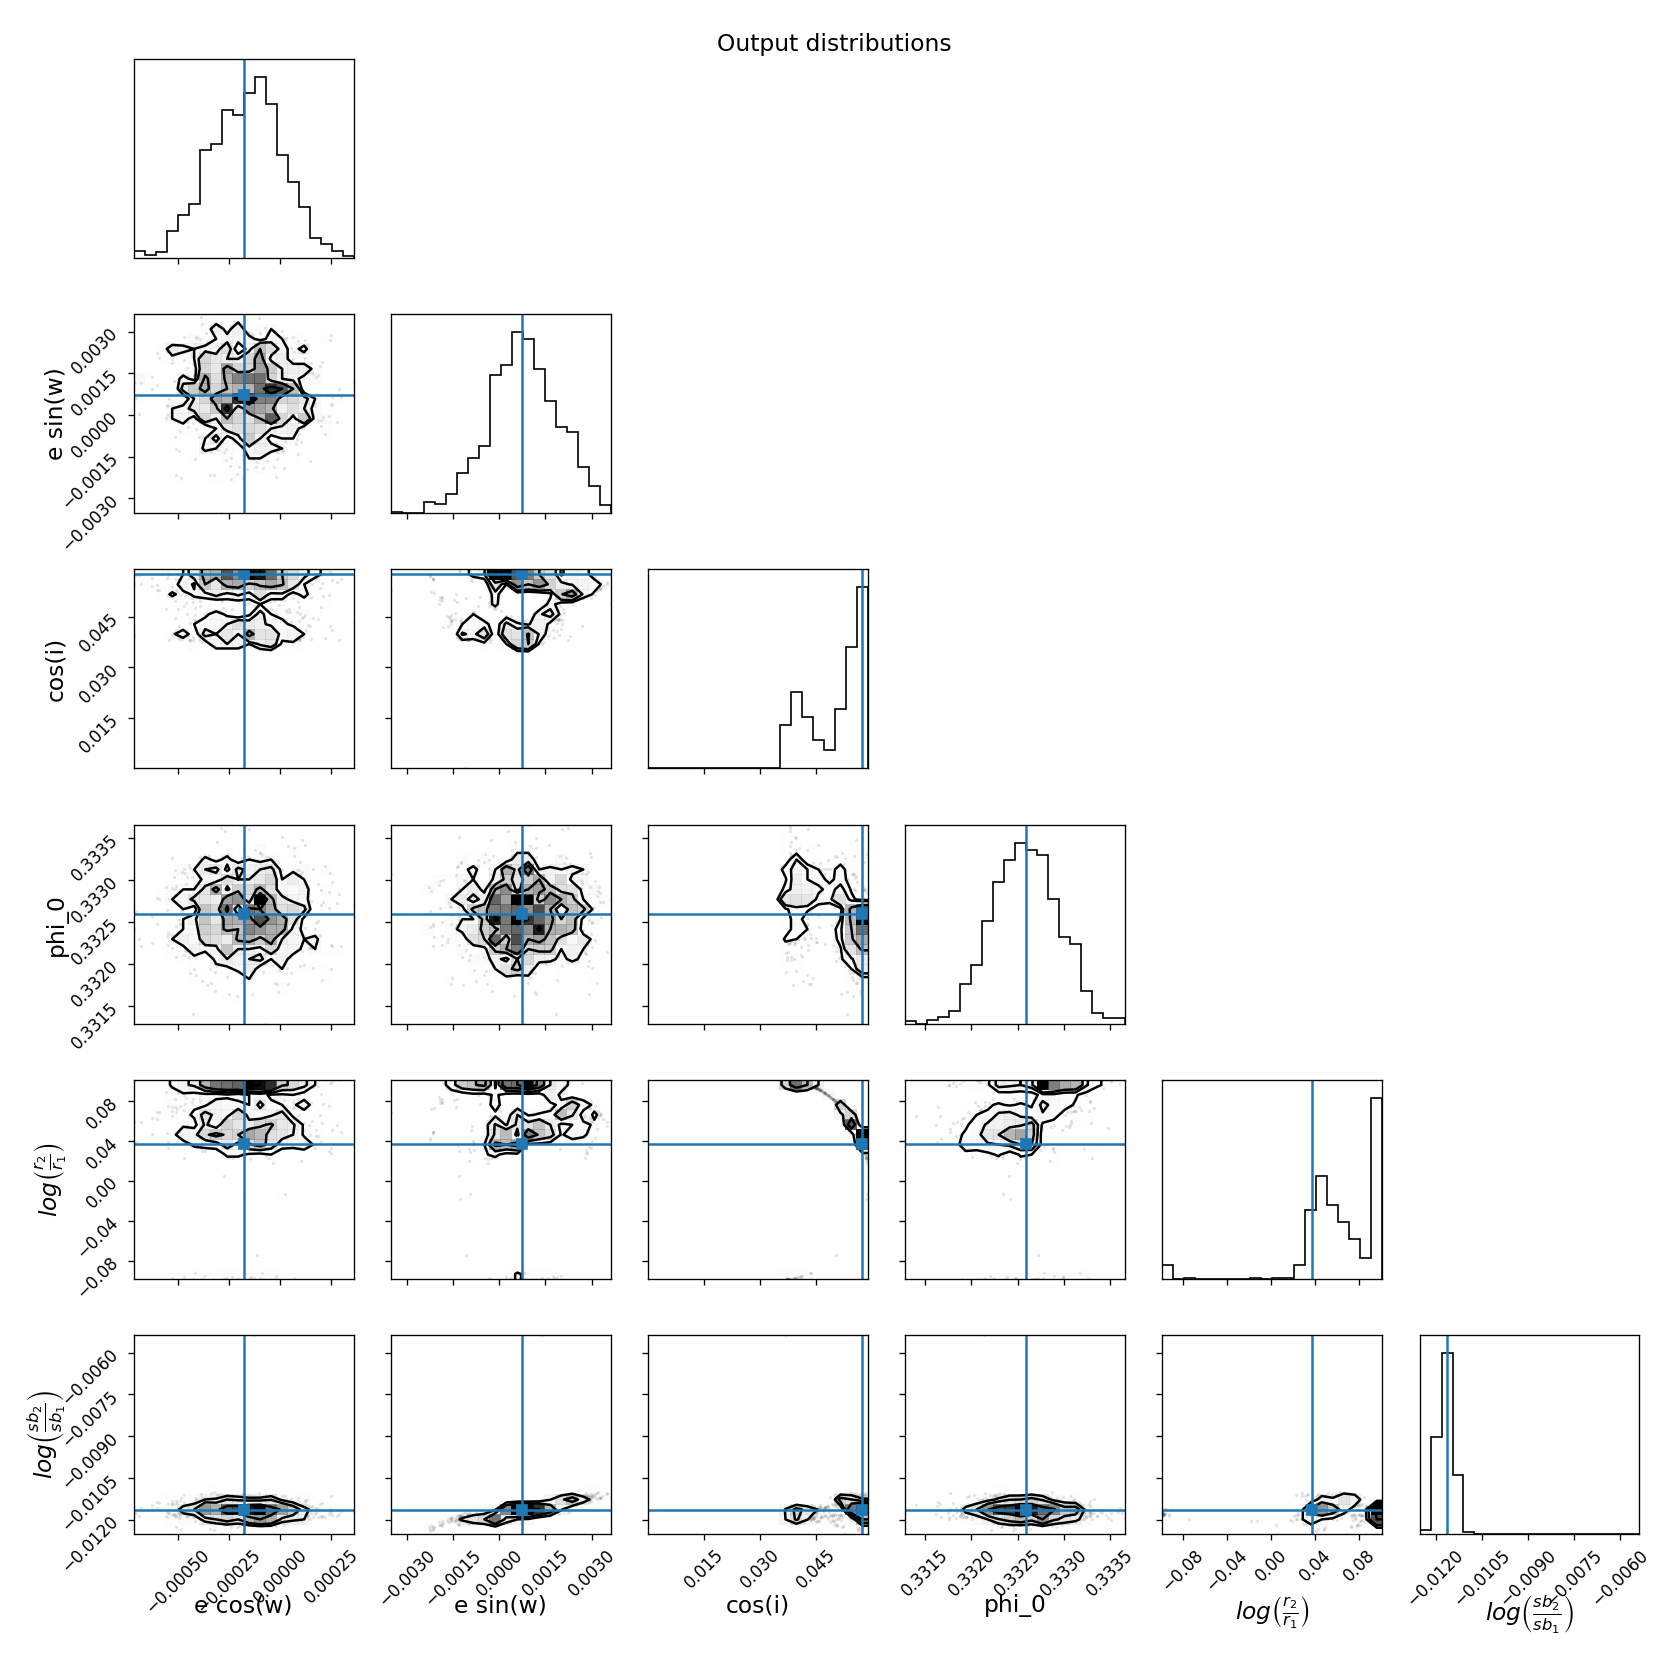 Output distributions
e sin(w)
0.0030
0.0015
0.0000
−0.0015
−0.0030
cos(i)
0.045
0.030
0.015
phi_0
0.3335
0.3330
0.3325
0.3320
0.3315
log(r2/r1)
0.08
0.04
0.00
−0.04
−0.08
log(sb2/sb1)
−0.0060
−0.0075
−0.0090
−0.0105
−0.0120
−0.00050 −0.00025 0.00000 0.00025
−0.0030 −0.0015 0.0000 0.0015 0.0030
0.015 0.030 0.045
0.3315 0.3320 0.3325 0.3330 0.3335
−0.08 −0.04 0.00 0.04 0.08
−0.0120 −0.0105 −0.0090 −0.0075 −0.0060
e cos(w) e sin(w) cos(i) phi_0 log(r2/r1) log(sb2/sb1)